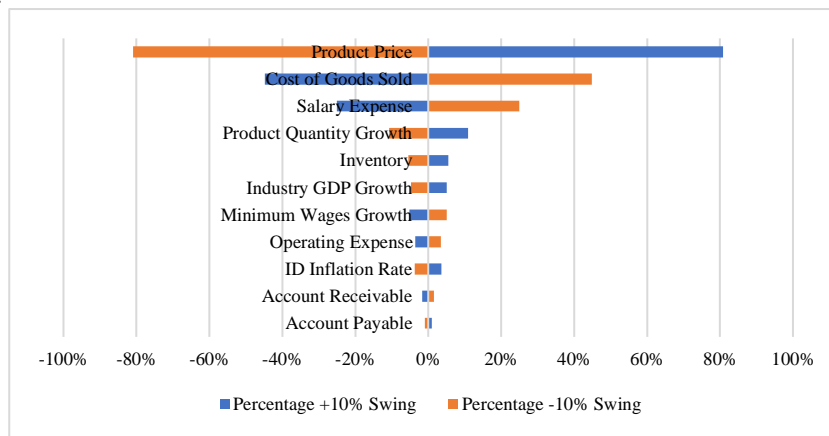 Product Price
Cost of Goods Sold
Salary Expense
Product Quantity Growth
Inventory
Industry GDP Growth
Minimum Wages Growth
Operating Expense
ID Inflation Rate
Account Receivable
Account Payable
-100% -80% -60% -40% -20% 0% 20% 40% 60% 80% 100%
Percentage +10% Swing Percentage -10% Swing